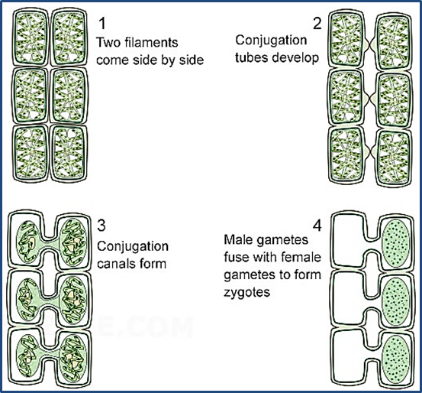 1
Two filaments
come side by side
2
Conjugation
tubes develop
3
Conjugation
canals form
4
Male gametes
fuse with female
gametes to form
zygotes